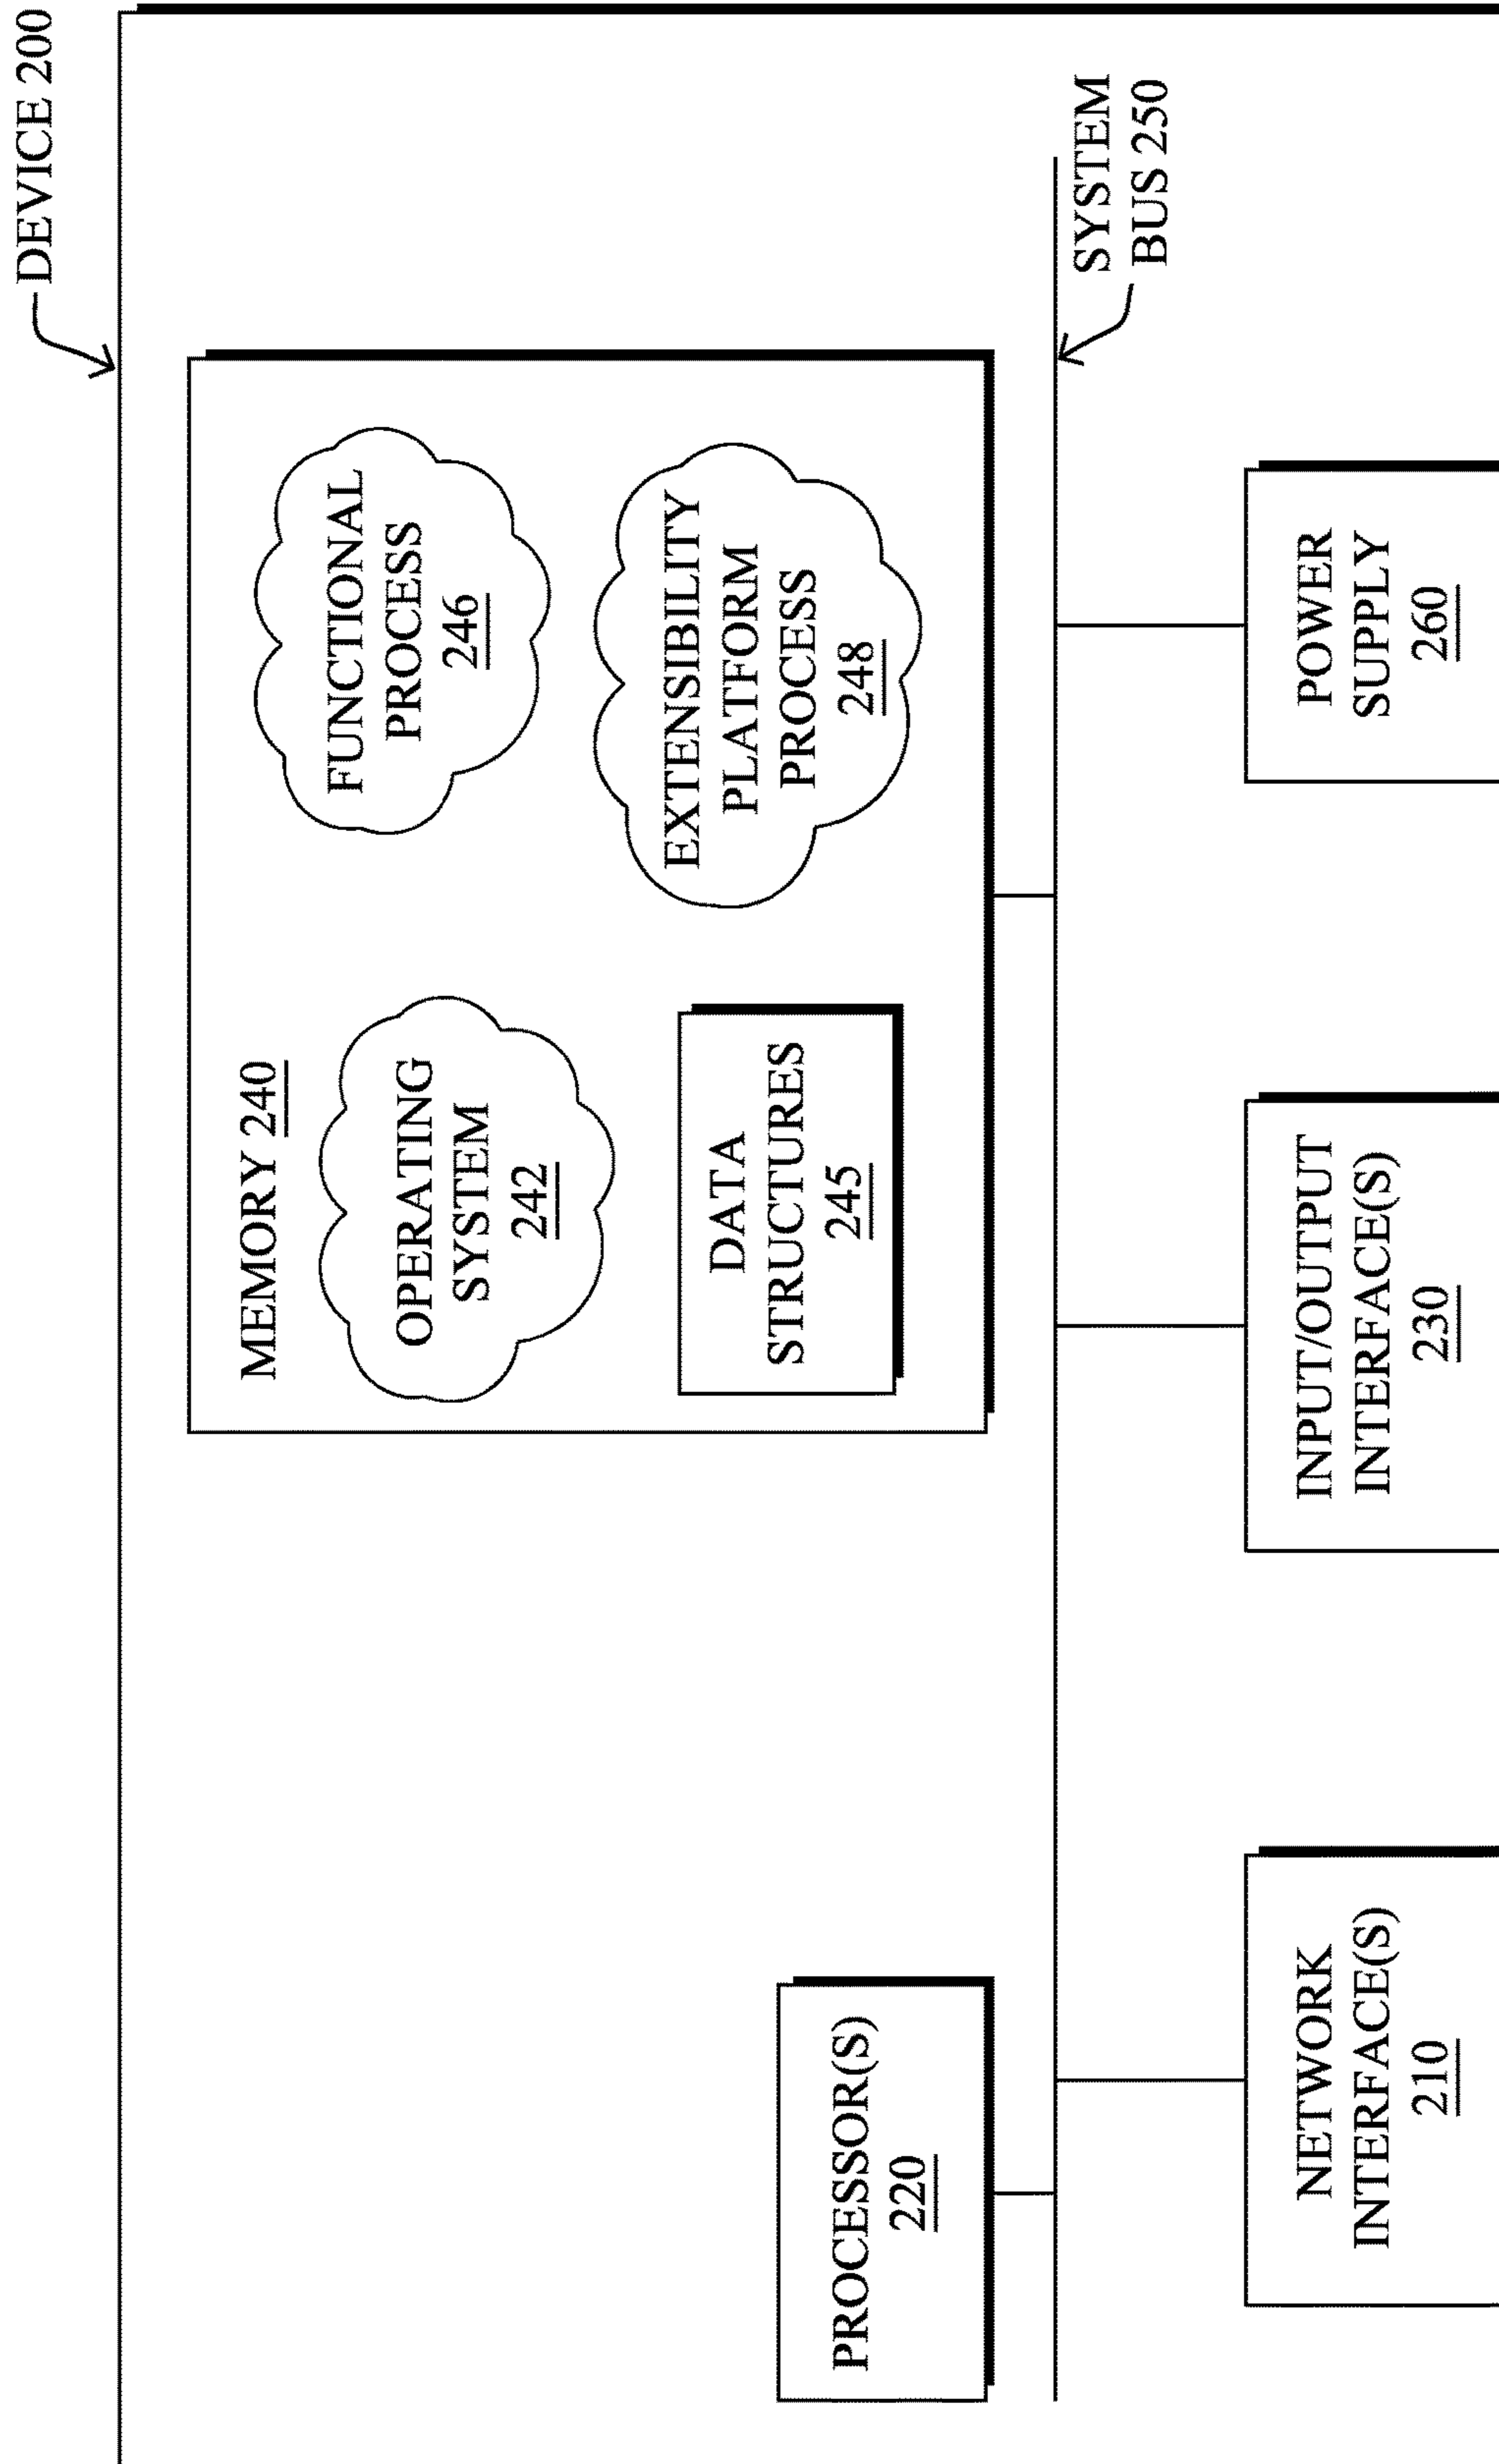 DEVICE 200
MEMORY 240
OPERATING
SYSTEM
242
FUNCTIONAL
PROCESS
246
DATA
STRUCTURES
245
EXTENSIBILITY
PLATFORM
PROCESS
248
PROCESSOR(S)
220
SYSTEM
BUS 250
NETWORK
INTERFACE(S)
210
INPUT/OUTPUT
INTERFACE(S)
230
POWER
SUPPLY
260